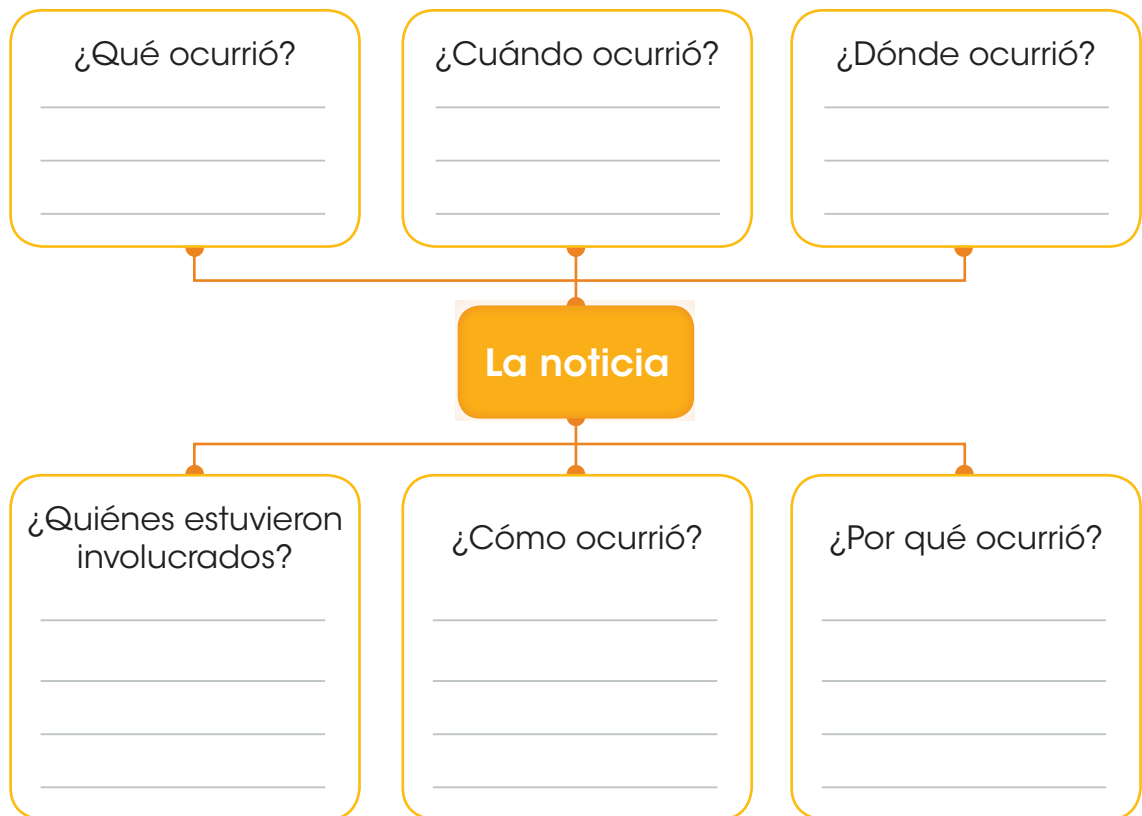 ¿Qué ocurrió?
¿Cuándo ocurrió?
¿Dónde ocurrió?
La noticia
¿Quiénes estuvieron
involucrados?
¿Cómo ocurrió?
¿Por qué ocurrió?